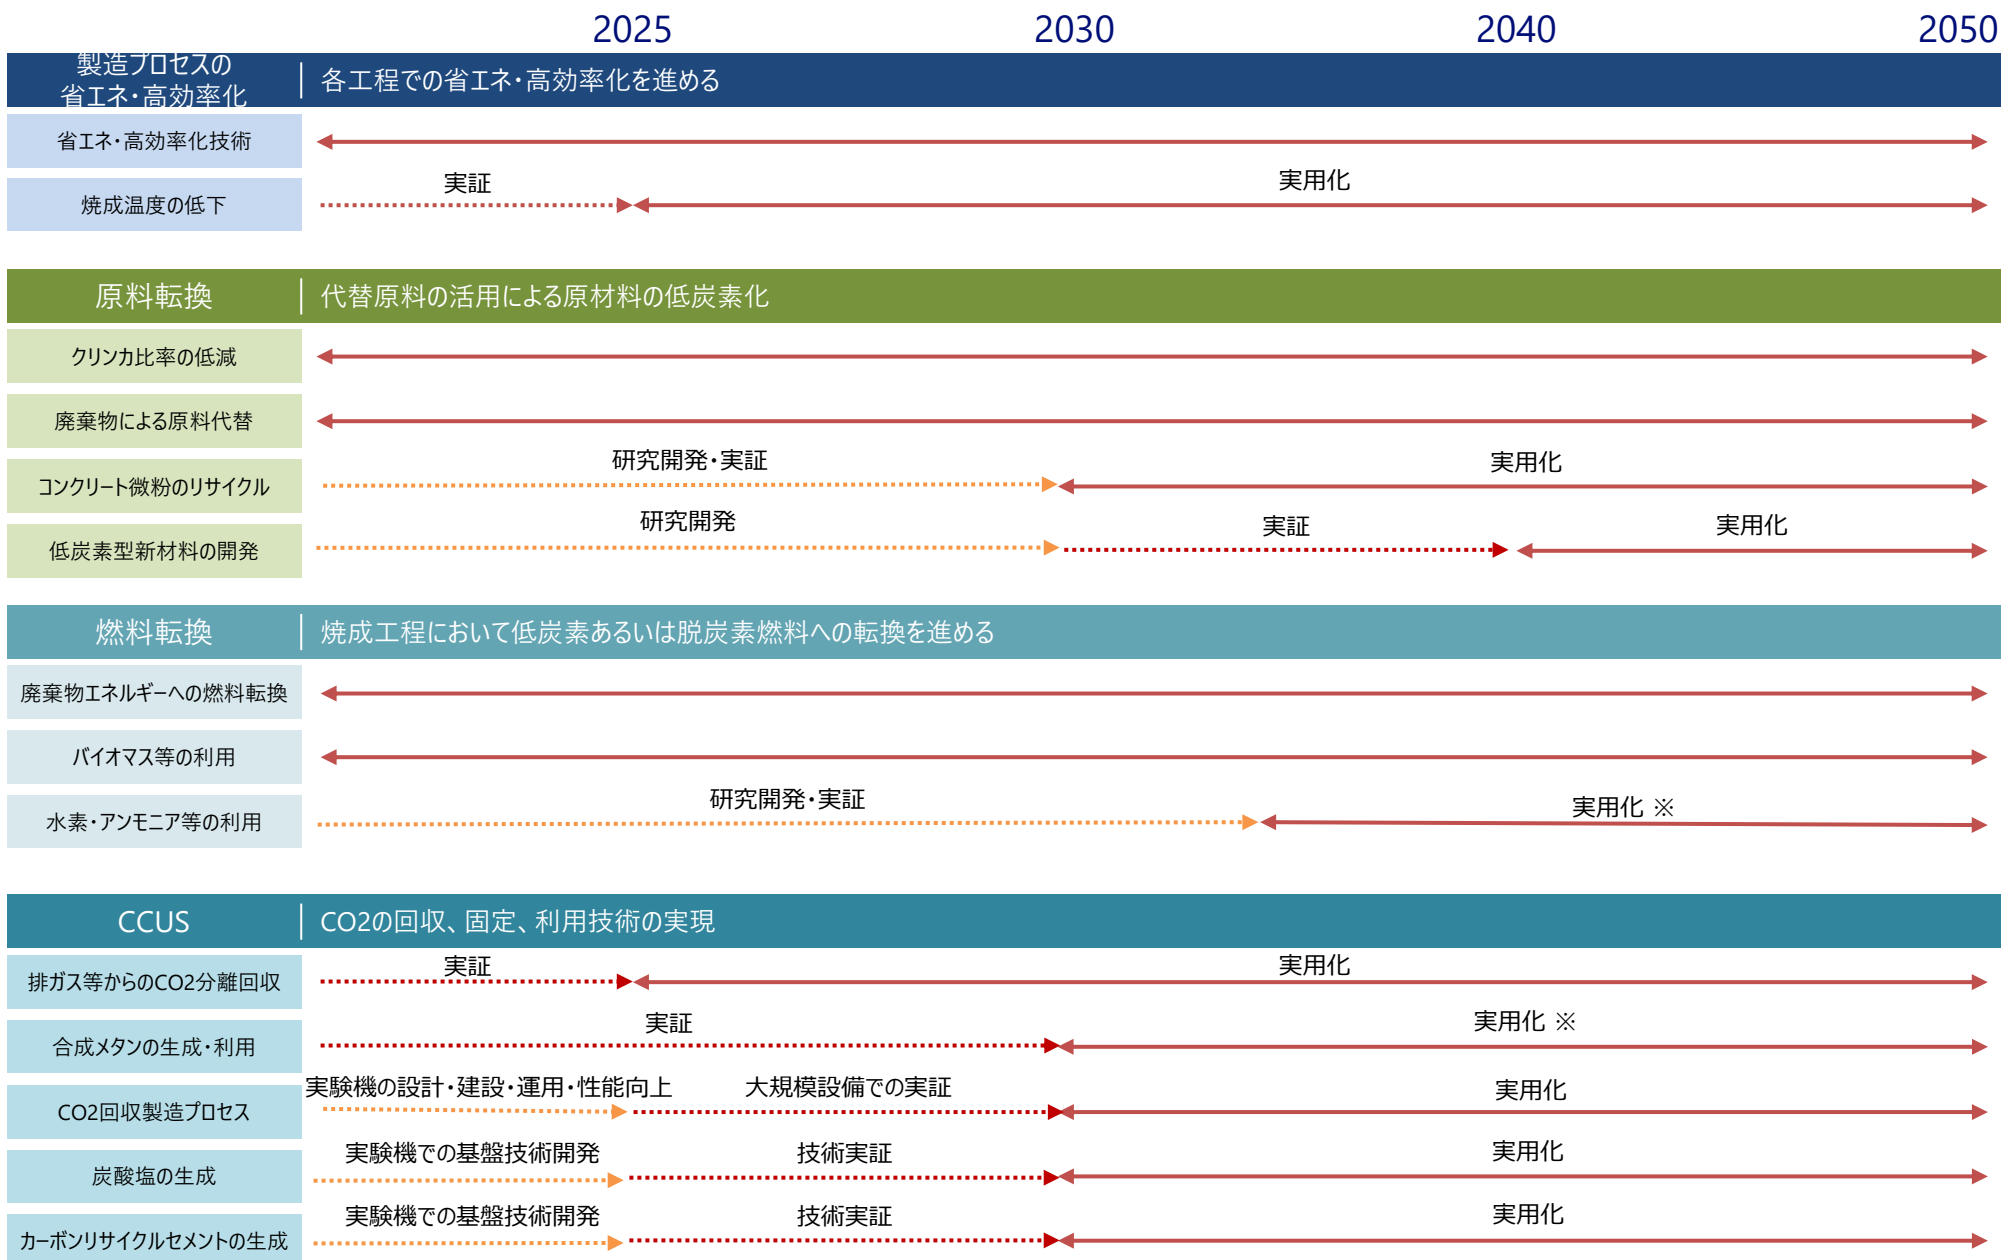 2025 2030 2040 2050
製造プロセスの
省エネ・高効率化
各工程での省エネ・高効率化を進める
省エネ・高効率化技術
焼成温度の低下
実証
実用化
原料転換
代替原料の活用による原材料の低炭素化
クリンカ比率の低減
廃棄物による原料代替
コンクリート微粉のリサイクル
研究開発・実証
実用化
低炭素型新材料の開発
研究開発
実証
実用化
燃料転換
焼成工程において低炭素あるいは脱炭素燃料への転換を進める
廃棄物エネルギーへの燃料転換
バイオマス等の利用
水素・アンモニア等の利用
研究開発・実証
実用化 ※
CCUS
CO2の回収、固定、利用技術の実現
排ガス等からのCO2分離回収
実証
実用化
合成メタンの生成・利用
実証
実用化 ※
CO2回収製造プロセス
実験機の設計・建設・運用・性能向上
大規模設備での実証
実用化
炭酸塩の生成
実験機での基盤技術開発
技術実証
実用化
カーボンリサイクルセメントの生成
実験機での基盤技術開発
技術実証
実用化